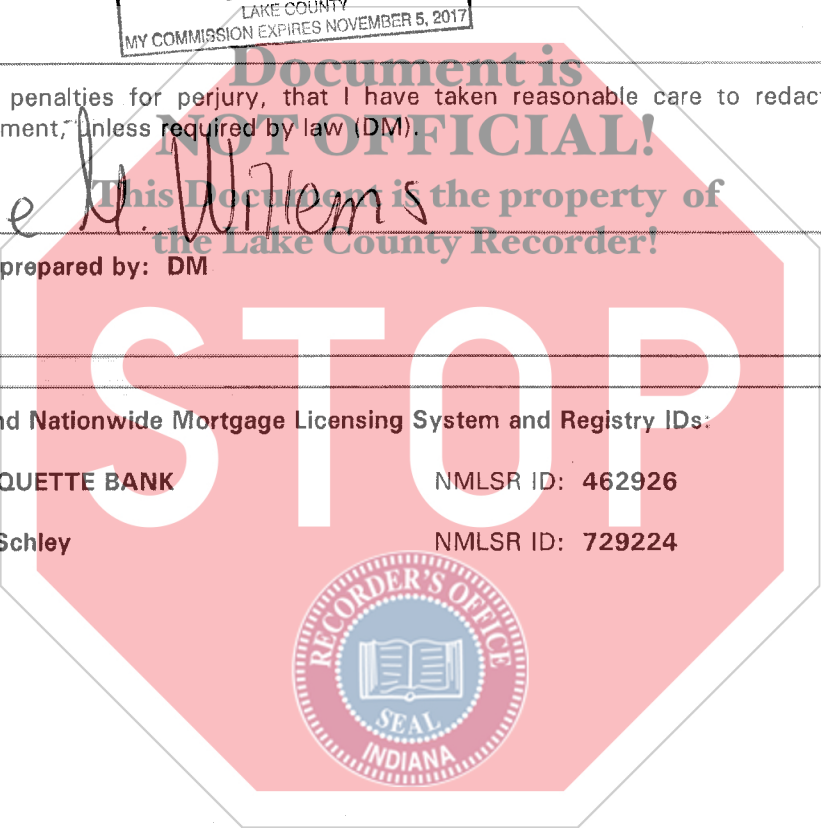 LAKE COUNTY
MY COMMISSION EXPIRES NOVEMBER 5, 2017
Document is
penalties for perjury, that I have taken reasonable care to redac
ment, unless required by law (DM).
NOT OFFICIAL!
This Document is the property of
e M. Willems
the Lake County Recorder!
prepared by: DM
STOP
nd Nationwide Mortgage Licensing System and Registry IDs:
QUETTE BANK NMLSR ID: 462926
Schley NMLSR ID: 729224
RECORDER'S OFFICE
SEAL
INDIANA